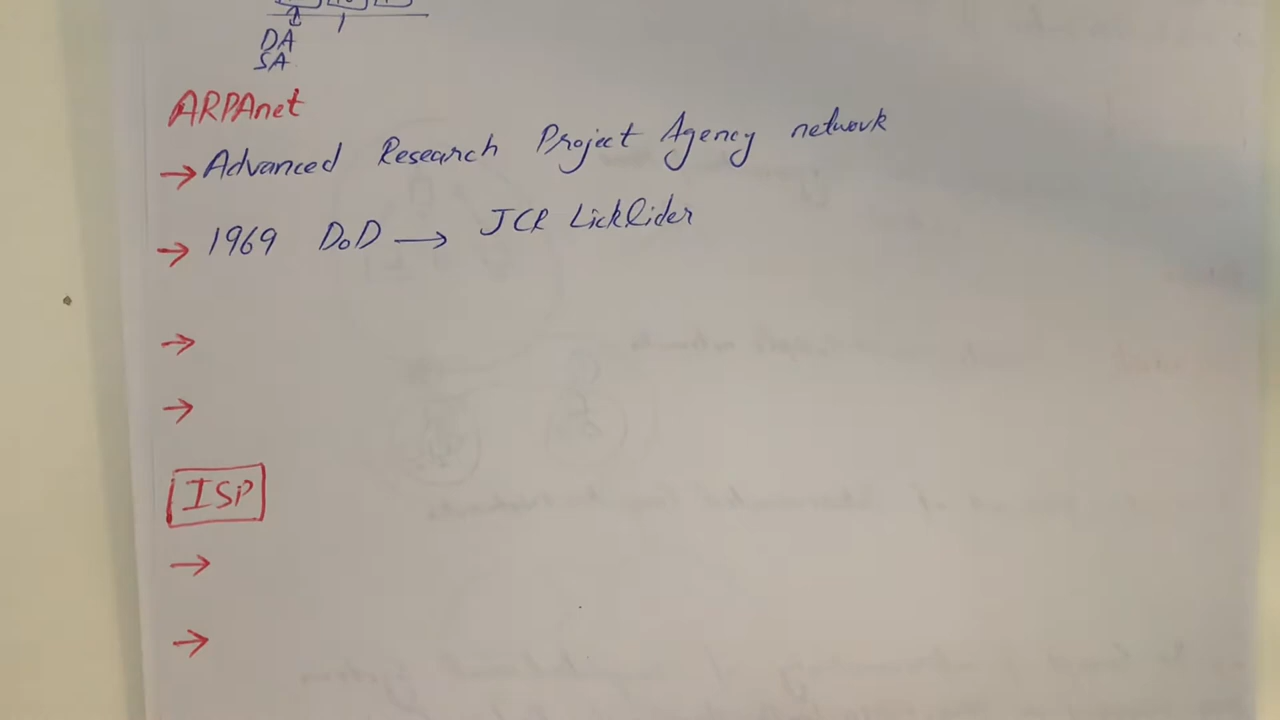 DA
SA
ARPAnet
→ Advanced Research Project Agency network
→ 1969 DoD → JCR Licklider
→
→
ISP
→
→